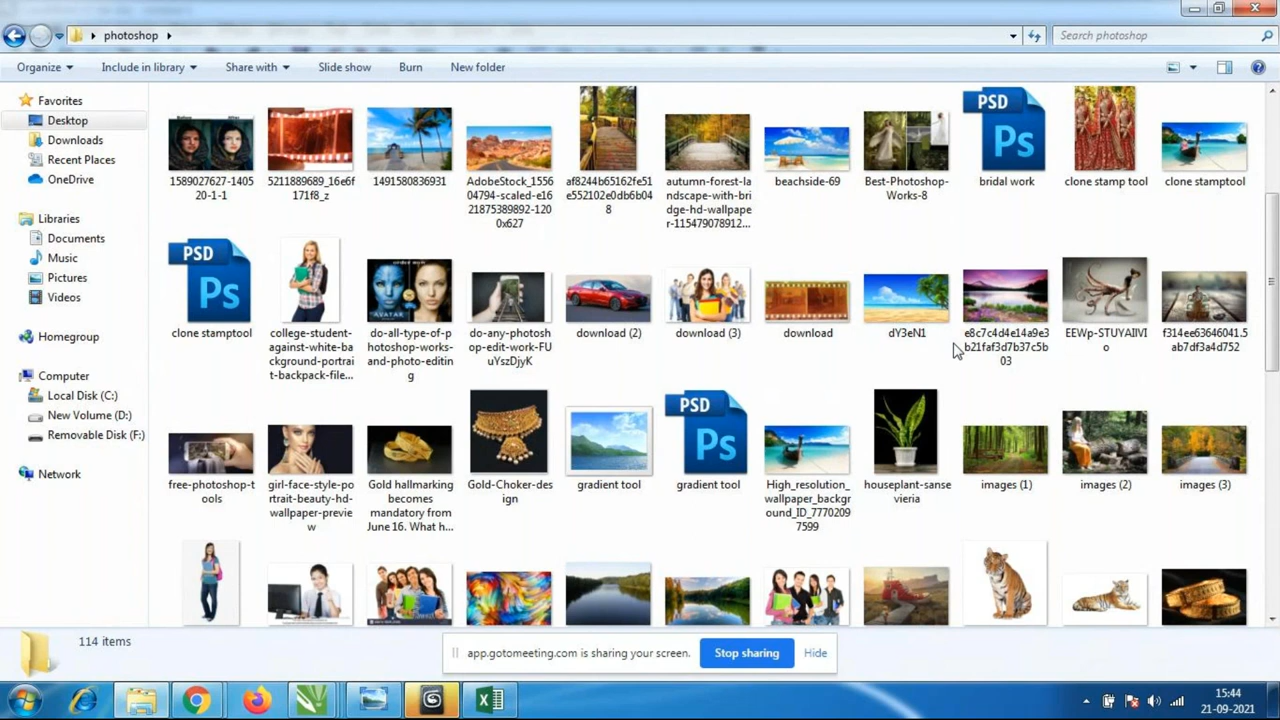 photoshop
Search photoshop
Organize
Include in library
Share with
Slide show
Burn
New folder
Favorites
Desktop
Downloads
Recent Places
OneDrive
Libraries
Documents
Music
Pictures
Videos
Homegroup
Computer
Local Disk (C:)
New Volume (D:)
Removable Disk (F:)
Network
PSD
Ps
1589027627-1405
20-1-1
5211889689_16e6f
171f8_z
1491580836931
AdobeStock_1556
04794-scaled-e16
21875389892-120
0x627
af8244b65162fe51
e552102e0db6b04
8
autumn-forest-la
ndscape-with-bri
dge-hd-wallpape
r-115479078912...
beachside-69
Best-Photoshop-
Works-8
bridal work
clone stamp tool
clone stamptool
PSD
Ps
AVATAR
clone stamptool
college-student-
against-white-ba
ckground-portrai
t-backpack-file...
do-all-type-of-p
hotoshop-works-
and-photo-editin
g
do-any-photosh
op-edit-work-FU
uYszDjyK
download (2)
download (3)
download
dY3eN1
e8c7c4d4e14a9e3
b21faf3d7b37c5b
03
EEWp-STUYAIIVI
o
f314ee63646041.5
ab7df3a4d752
PSD
Ps
free-photoshop-t
ools
girl-face-style-po
rtrait-beauty-hd-
wallpaper-previe
w
Gold hallmarking
becomes
mandatory from
June 16. What h...
Gold-Choker-des
ign
gradient tool
gradient tool
High_resolution_
wallpaper_backgr
ound_ID_7770209
7599
houseplant-sanse
vieria
images (1)
images (2)
images (3)
114 items
app.gotomeeting.com is sharing your screen.
Stop sharing
Hide
15:44
21-09-2021